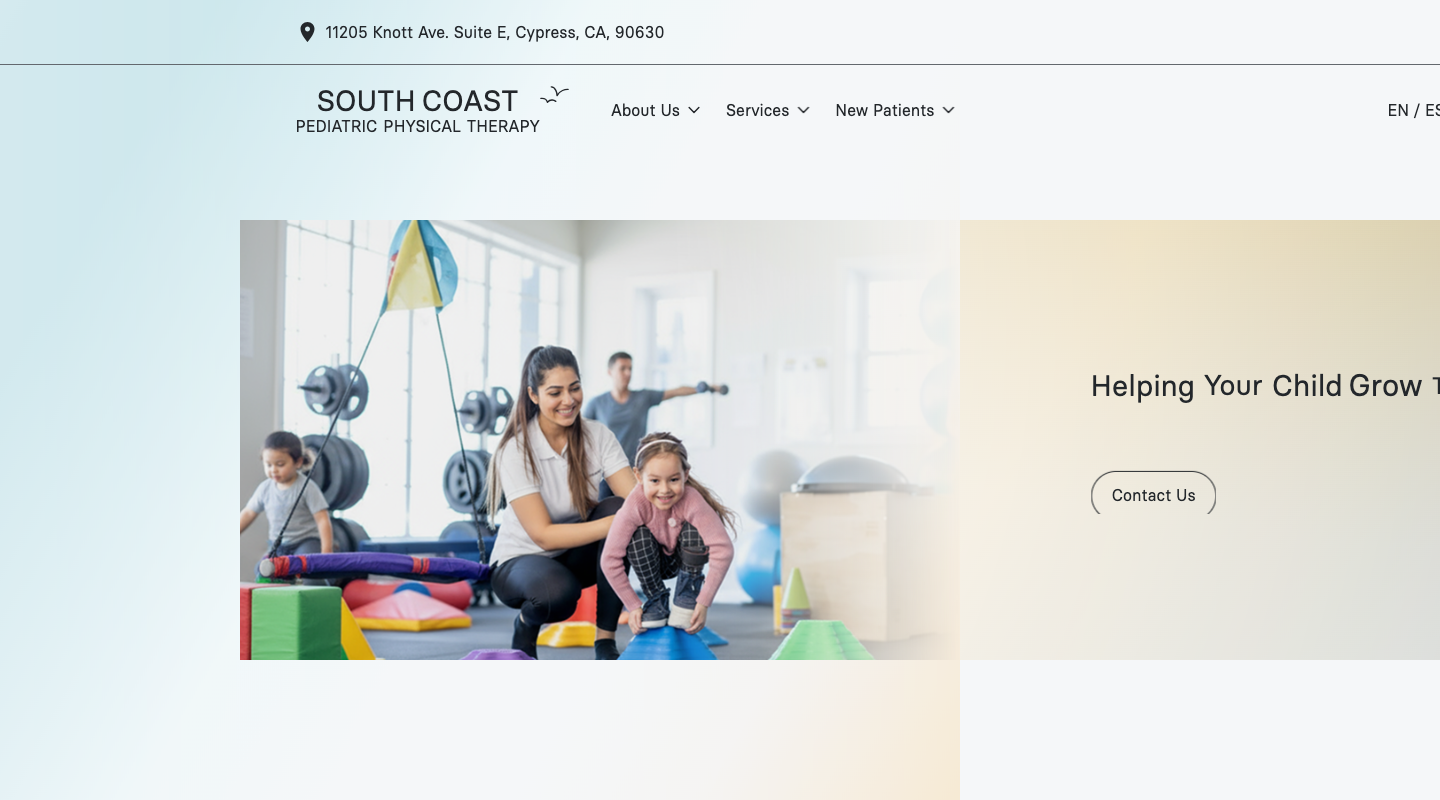 11205 Knott Ave. Suite E, Cypress, CA, 90630
SOUTH COAST
PEDIATRIC PHYSICAL THERAPY
About Us
Services
New Patients
EN / ES
Helping Your Child Grow
Contact Us